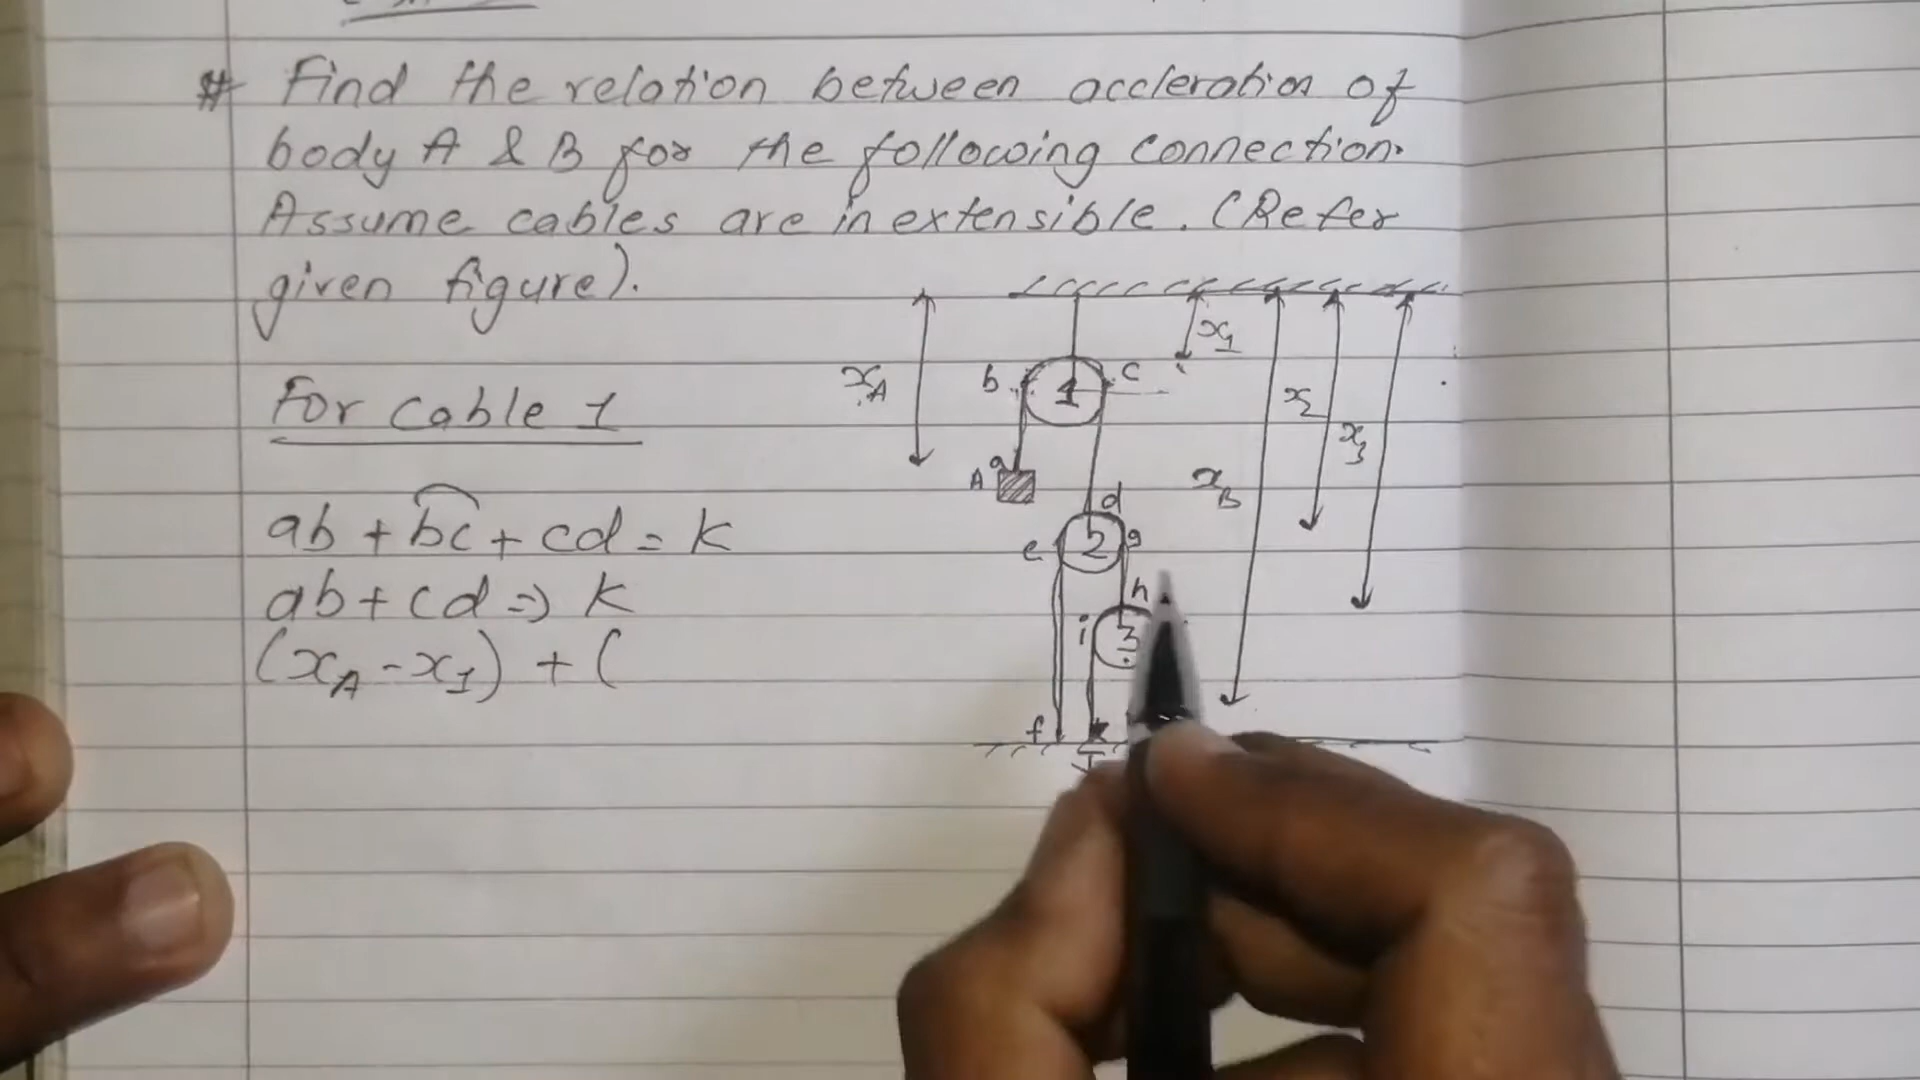 # Find the relation between accleration of
body A & B for the following connection.
Assume cables are inextensible. (Refer
given figure).
For Cable 1
ab + bc + cd = k
ab + cd => k
(xA - x1) + (
xA
x1
x2
x3
xB
b
1
c
a
A
d
e
2
g
h
i
3
f